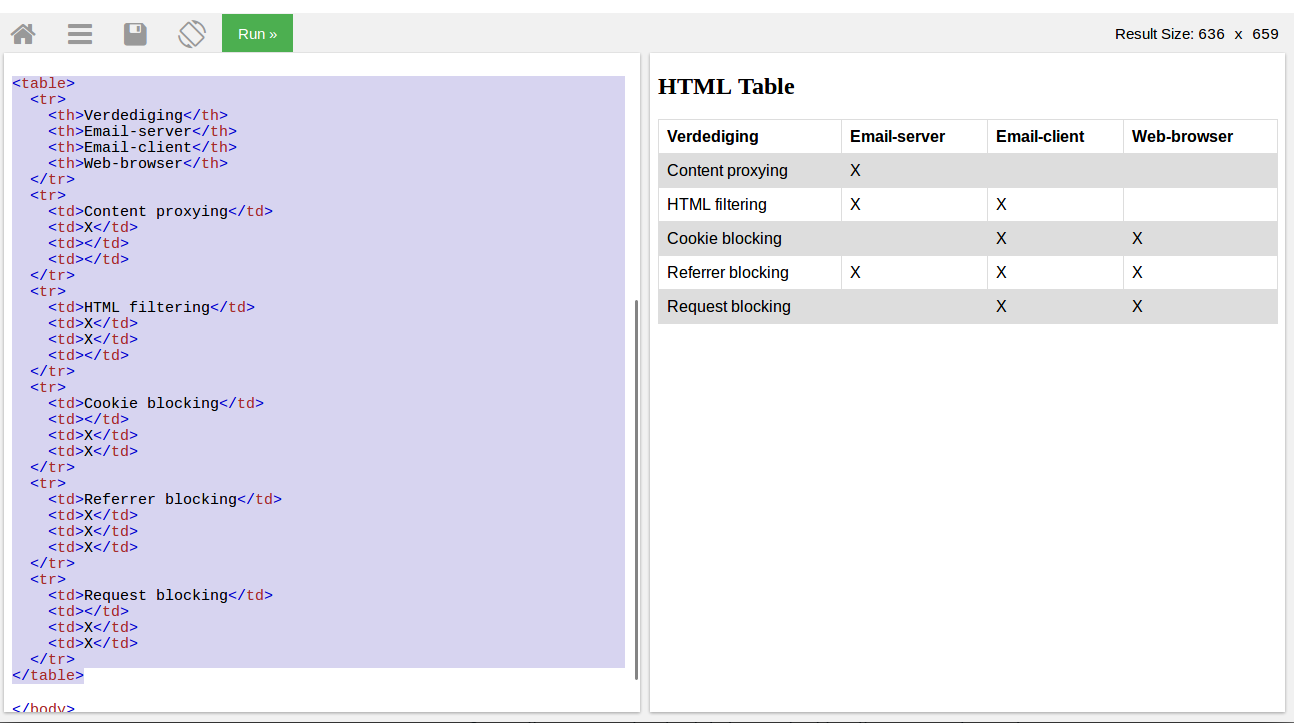 Run »
Result Size: 636 x 659
<table>
  <tr>
    <th>Verdediging</th>
    <th>Email-server</th>
    <th>Email-client</th>
    <th>Web-browser</th>
  </tr>
  <tr>
    <td>Content proxying</td>
    <td>X</td>
    <td></td>
    <td></td>
  </tr>
  <tr>
    <td>HTML filtering</td>
    <td>X</td>
    <td>X</td>
    <td></td>
  </tr>
  <tr>
    <td>Cookie blocking</td>
    <td></td>
    <td>X</td>
    <td>X</td>
  </tr>
  <tr>
    <td>Referrer blocking</td>
    <td>X</td>
    <td>X</td>
    <td>X</td>
  </tr>
  <tr>
    <td>Request blocking</td>
    <td></td>
    <td>X</td>
    <td>X</td>
  </tr>
</table>
</body>
HTML Table
Verdediging Email-server Email-client Web-browser
Content proxying X
HTML filtering X X
Cookie blocking X X
Referrer blocking X X X
Request blocking X X